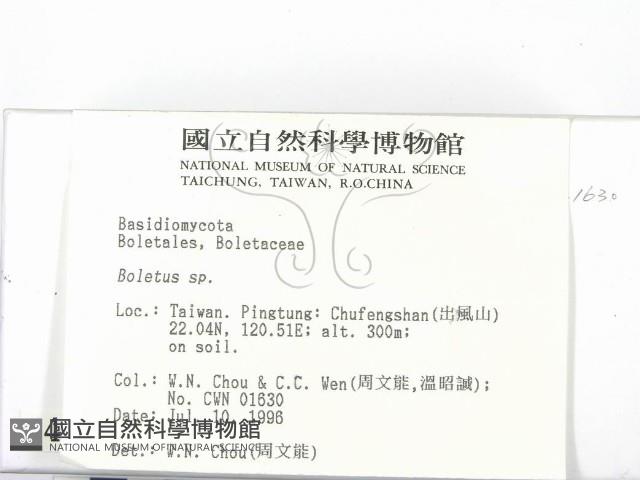 國立自然科學博物館
NATIONAL MUSEUM OF NATURAL SCIENCE
TAICHUNG, TAIWAN, R.O.CHINA
1630
Basidiomycota
Boletales, Boletaceae
Boletus sp.
Loc.: Taiwan. Pingtung: Chufengshan(出風山)
22.04N, 120.51E; alt. 300m;
on soil.
Col.: W.N. Chou & C.C. Wen(周文能,溫昭誠);
No. CWN 01630
Date: Jul. 10, 1996
國立自然科學博物館
NATIONAL MUSEUM OF NATURAL SCIENCE
Det.: W.N. Chou(周文能)